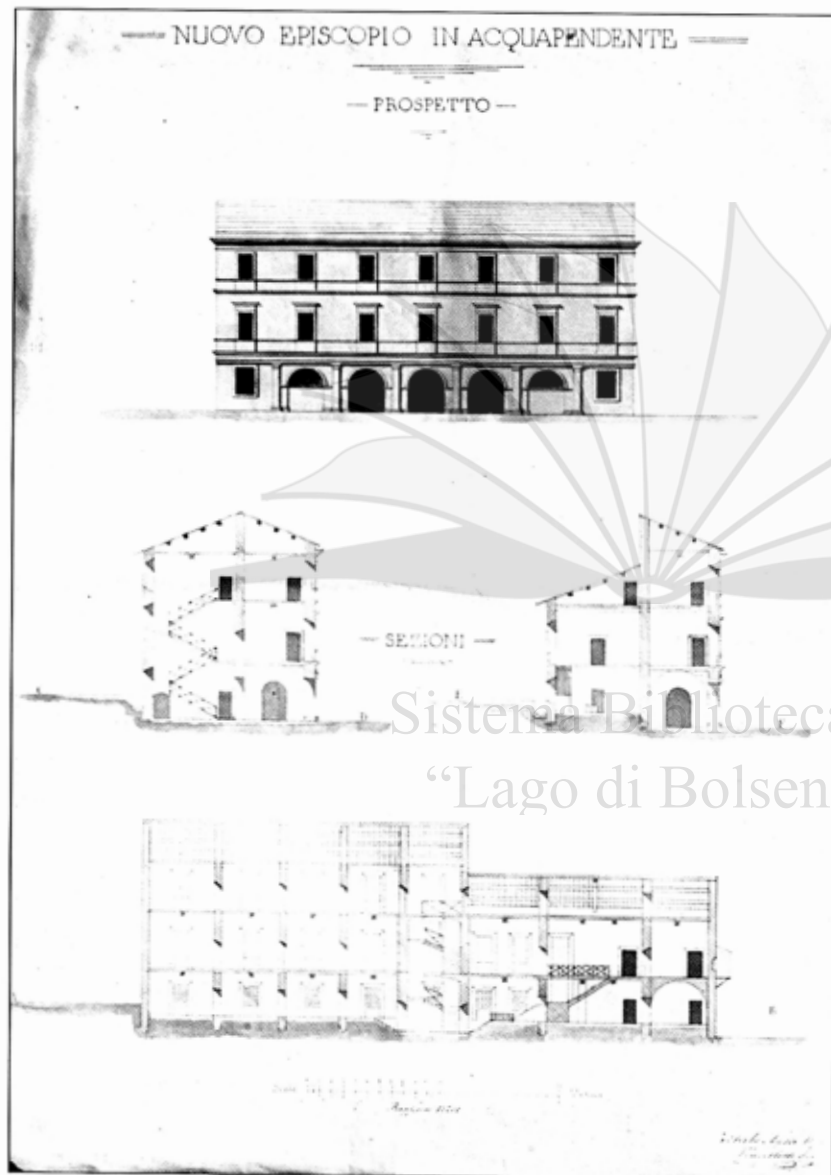 NUOVO EPISCOPIO IN ACQUAPENDENTE
PROSPETTO
SEZIONI
Sistema Biblioteca
“Lago di Bolsen